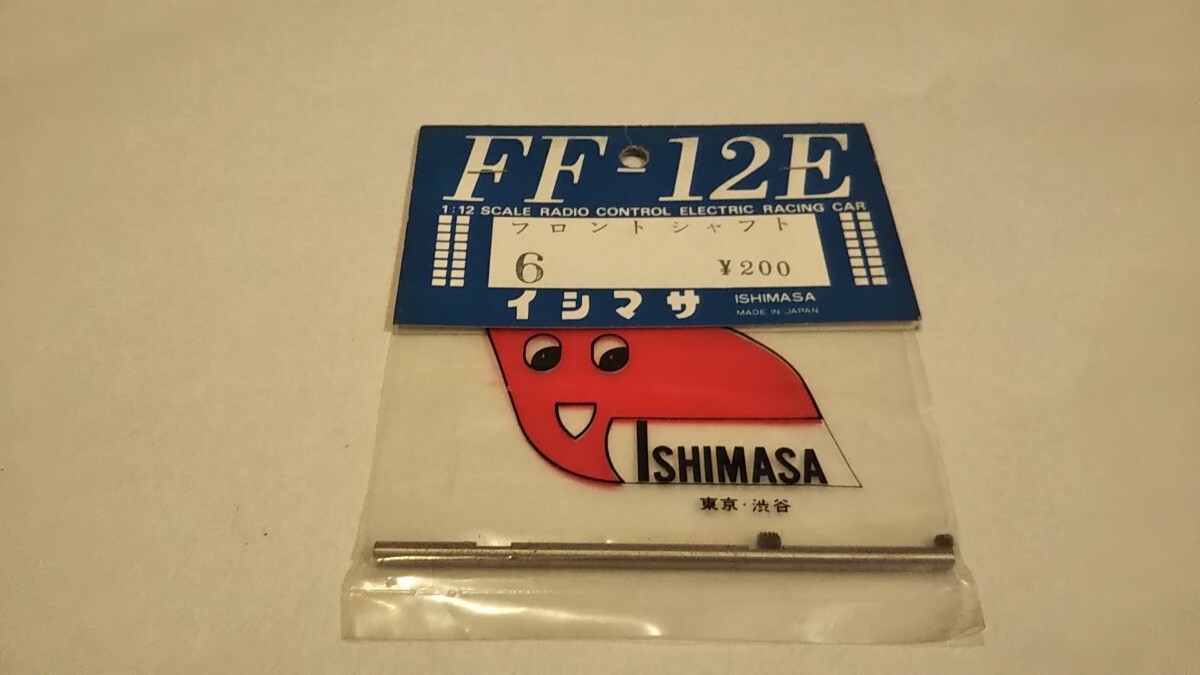 FF-12E
1:12 SCALE RADIO CONTROL ELECTRIC RACING CAR
フロントシャフト
6 ¥200
イシマサ ISHIMASA
MADE IN JAPAN
ISHIMASA
東京・渋谷